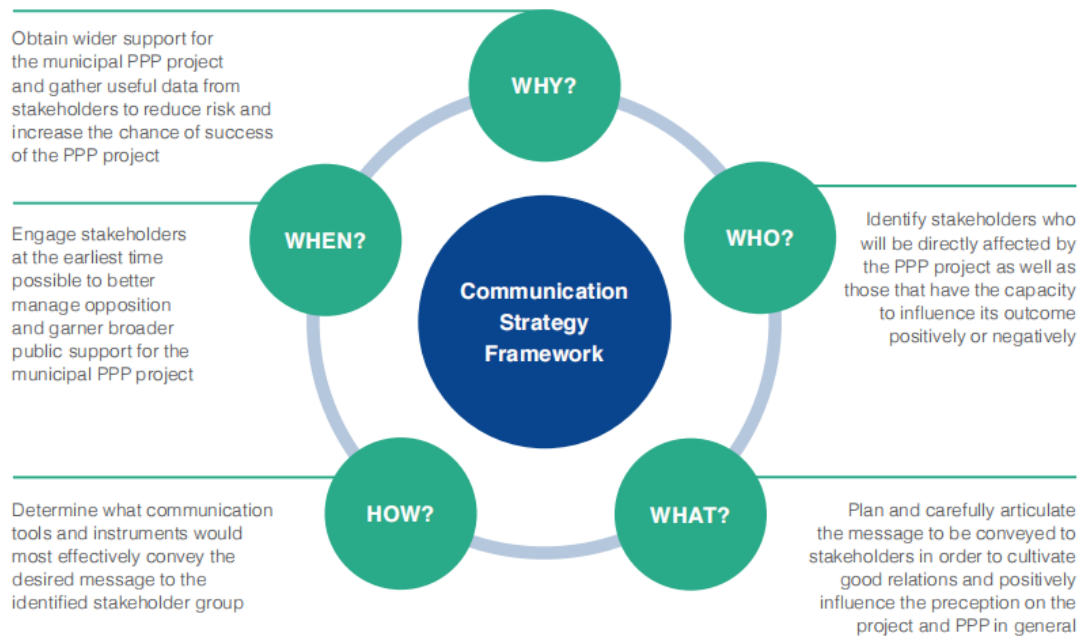 Obtain wider support for
the municipal PPP project
and gather useful data from
stakeholders to reduce risk and
increase the chance of success
of the PPP project
WHY?
WHO?
Identify stakeholders who
will be directly affected by
the PPP project as well as
those that have the capacity
to influence its outcome
positively or negatively
WHEN?
Engage stakeholders
at the earliest time
possible to better
manage opposition
and garner broader
public support for the
municipal PPP project
Communication
Strategy
Framework
HOW?
Determine what communication
tools and instruments would
most effectively convey the
desired message to the
identified stakeholder group
WHAT?
Plan and carefully articulate
the message to be conveyed to
stakeholders in order to cultivate
good relations and positively
influence the preception on the
project and PPP in general